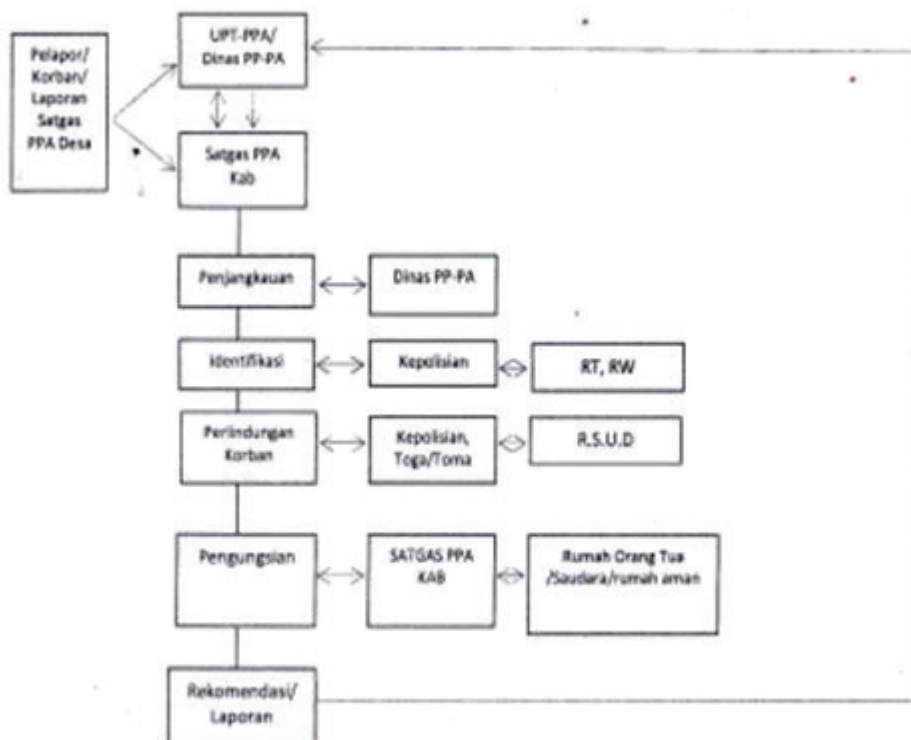 Pelapor/
Korban/
Laporan
Satgas
PPA Desa
UPT-PPA/
Dinas PP-PA
Satgas PPA
Kab
Penjangkauan
Dinas PP-PA
Identifikasi
Kepolisian
RT, RW
Perlindungan
Korban
Kepolisian,
Toga/Toma
R.S.U.D
Pengungsian
SATGAS PPA
KAB
Rumah Orang Tua
/Saudara/rumah aman
Rekomendasi/
Laporan